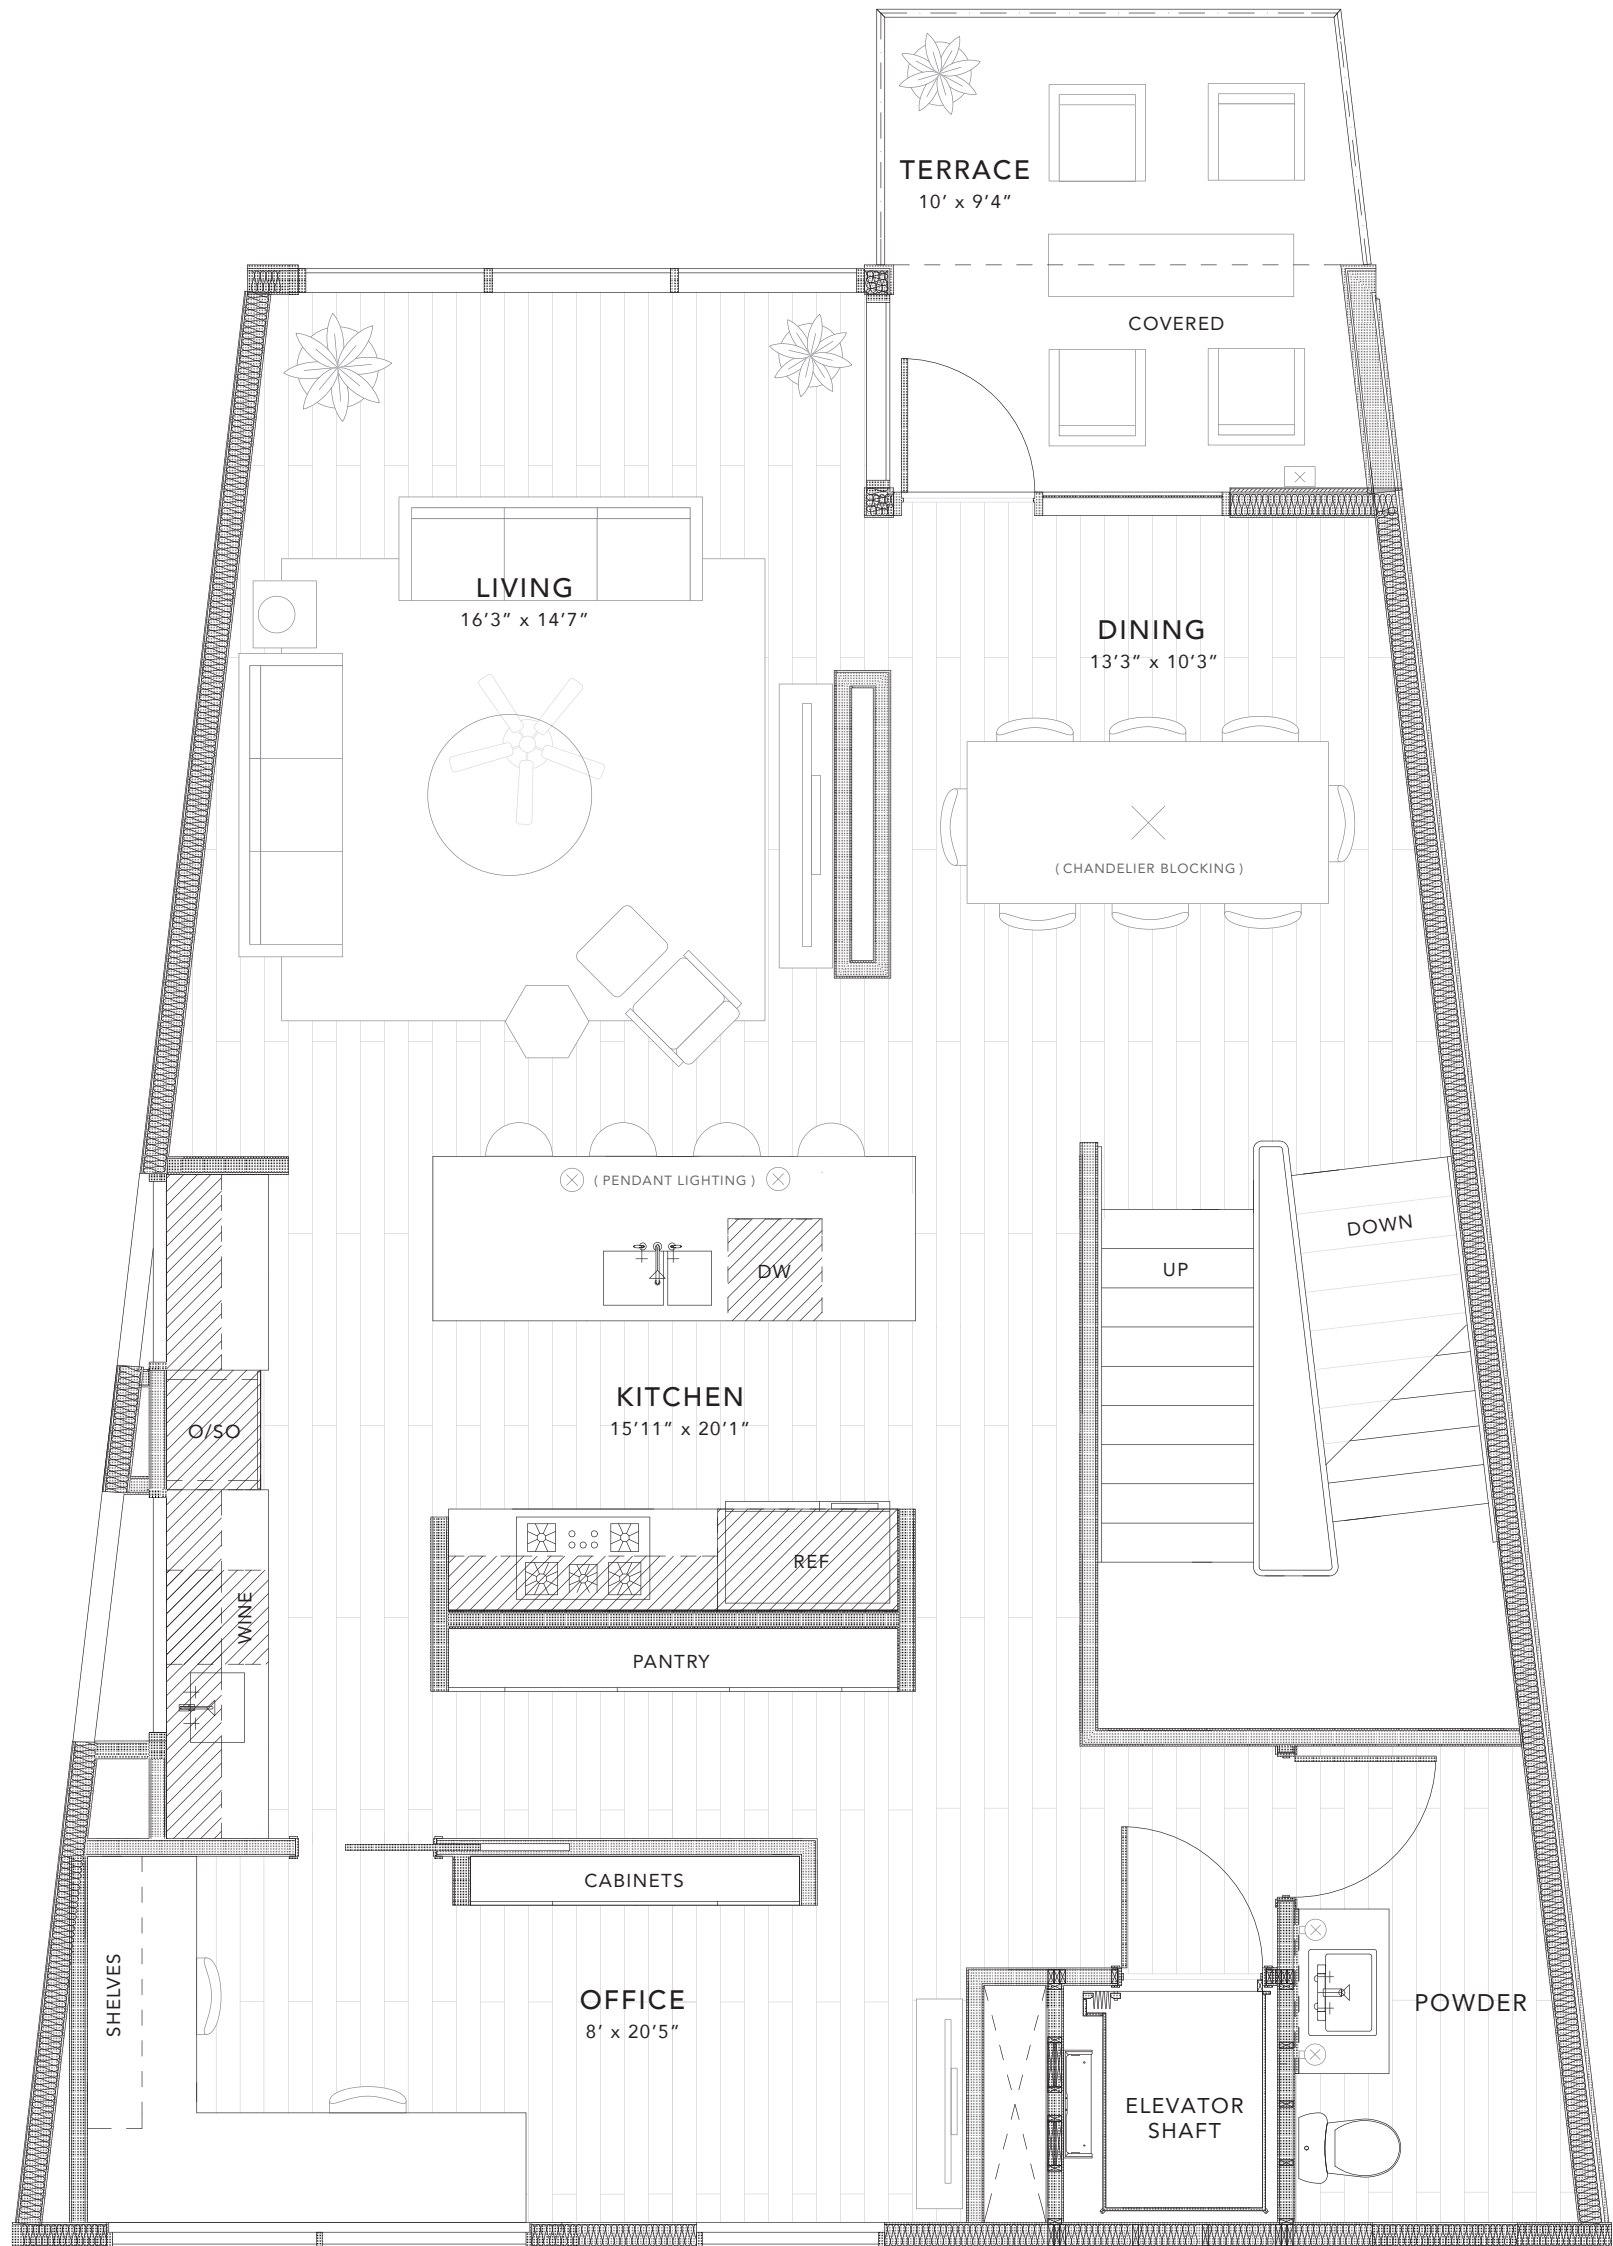 TERRACE
10' x 9'4”
COVERED
LIVING
16'3” x 14'7”
DINING
13'3” x 10'3”
( CHANDELIER BLOCKING )
( PENDANT LIGHTING )
DW
UP
DOWN
KITCHEN
15'11” x 20'1”
O/SO
REF
WINE
PANTRY
CABINETS
SHELVES
OFFICE
8' x 20'5”
POWDER
ELEVATOR
SHAFT